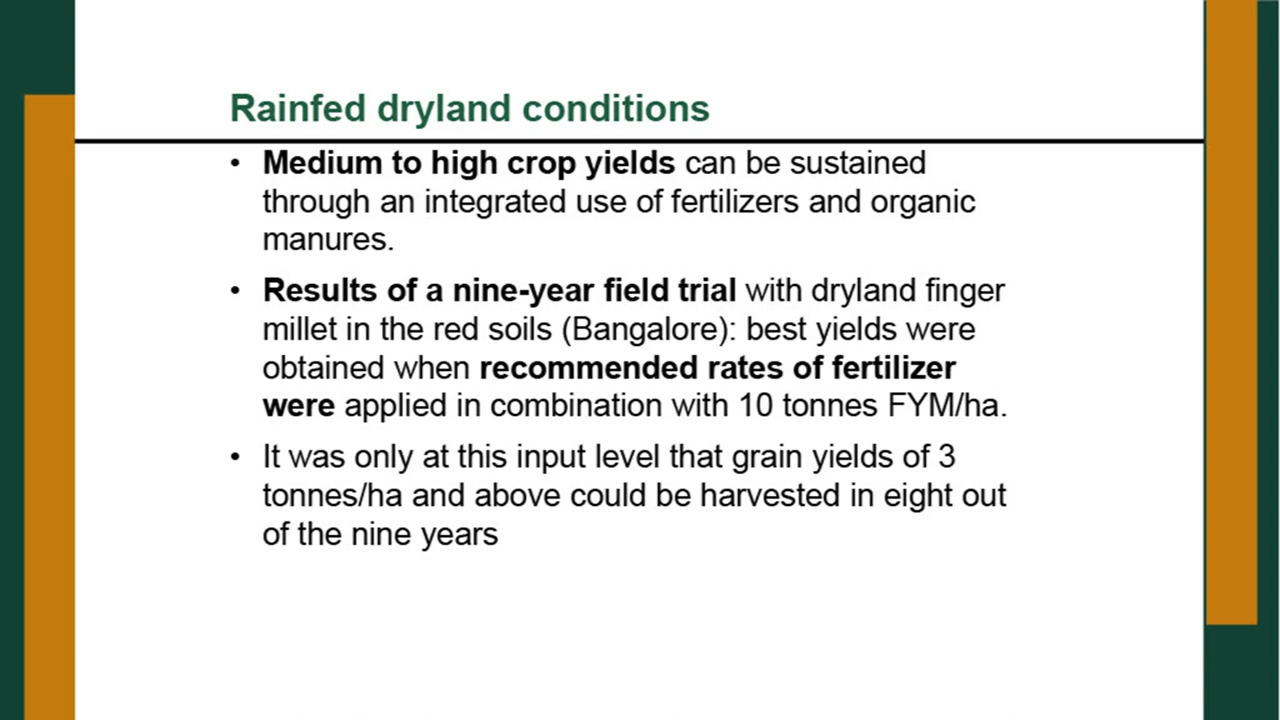 Rainfed dryland conditions
• Medium to high crop yields can be sustained
through an integrated use of fertilizers and organic
manures.
• Results of a nine-year field trial with dryland finger
millet in the red soils (Bangalore): best yields were
obtained when recommended rates of fertilizer
were applied in combination with 10 tonnes FYM/ha.
• It was only at this input level that grain yields of 3
tonnes/ha and above could be harvested in eight out
of the nine years